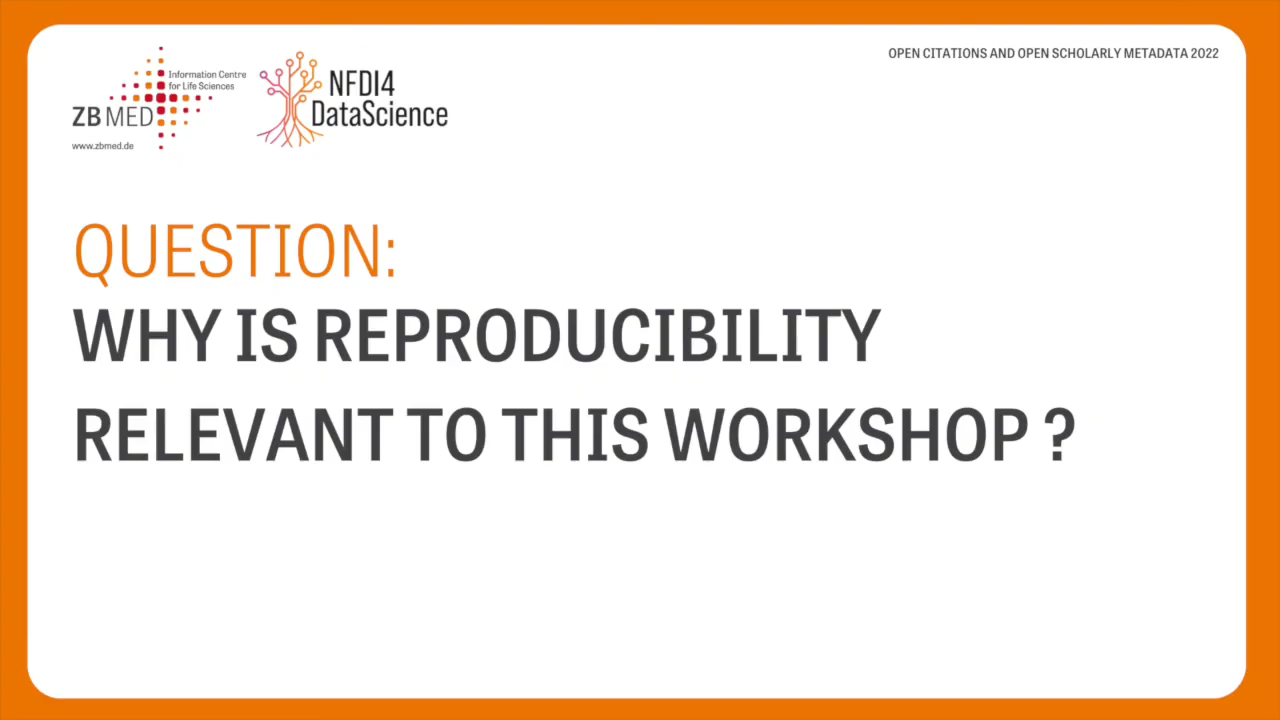 OPEN CITATIONS AND OPEN SCHOLARLY METADATA 2022
Information Centre
for Life Sciences
ZB MED
www.zbmed.de
NFDI4
DataScience
QUESTION:
WHY IS REPRODUCIBILITY
RELEVANT TO THIS WORKSHOP ?